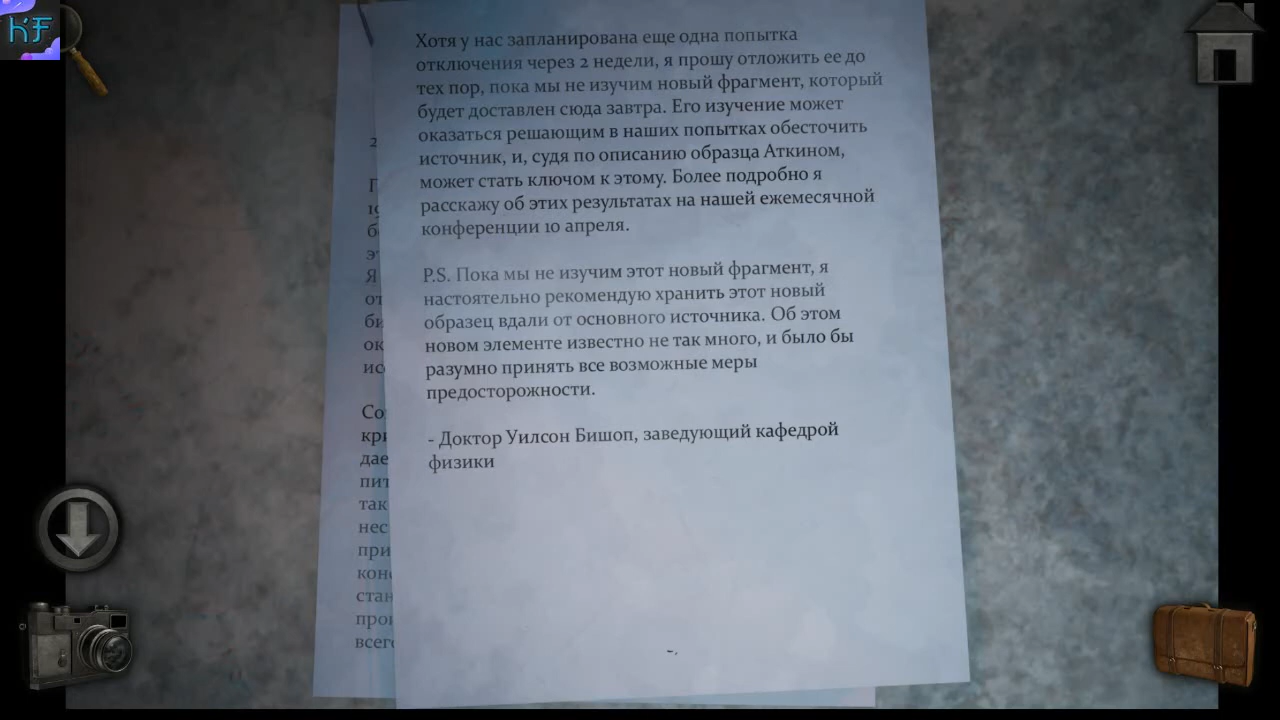 Хотя у нас запланирована еще одна попытка
отключения через 2 недели, я прошу отложить ее до
тех пор, пока мы не изучим новый фрагмент, который
будет доставлен сюда завтра. Его изучение может
оказаться решающим в наших попытках обесточить
источник, и, судя по описанию образца Аткином,
может стать ключом к этому. Более подробно я
расскажу об этих результатах на нашей ежемесячной
конференции 10 апреля.
P.S. Пока мы не изучим этот новый фрагмент, я
настоятельно рекомендую хранить этот новый
образец вдали от основного источника. Об этом
новом элементе известно не так много, и было бы
разумно принять все возможные меры
предосторожности.
- Доктор Уилсон Бишоп, заведующий кафедрой
физики